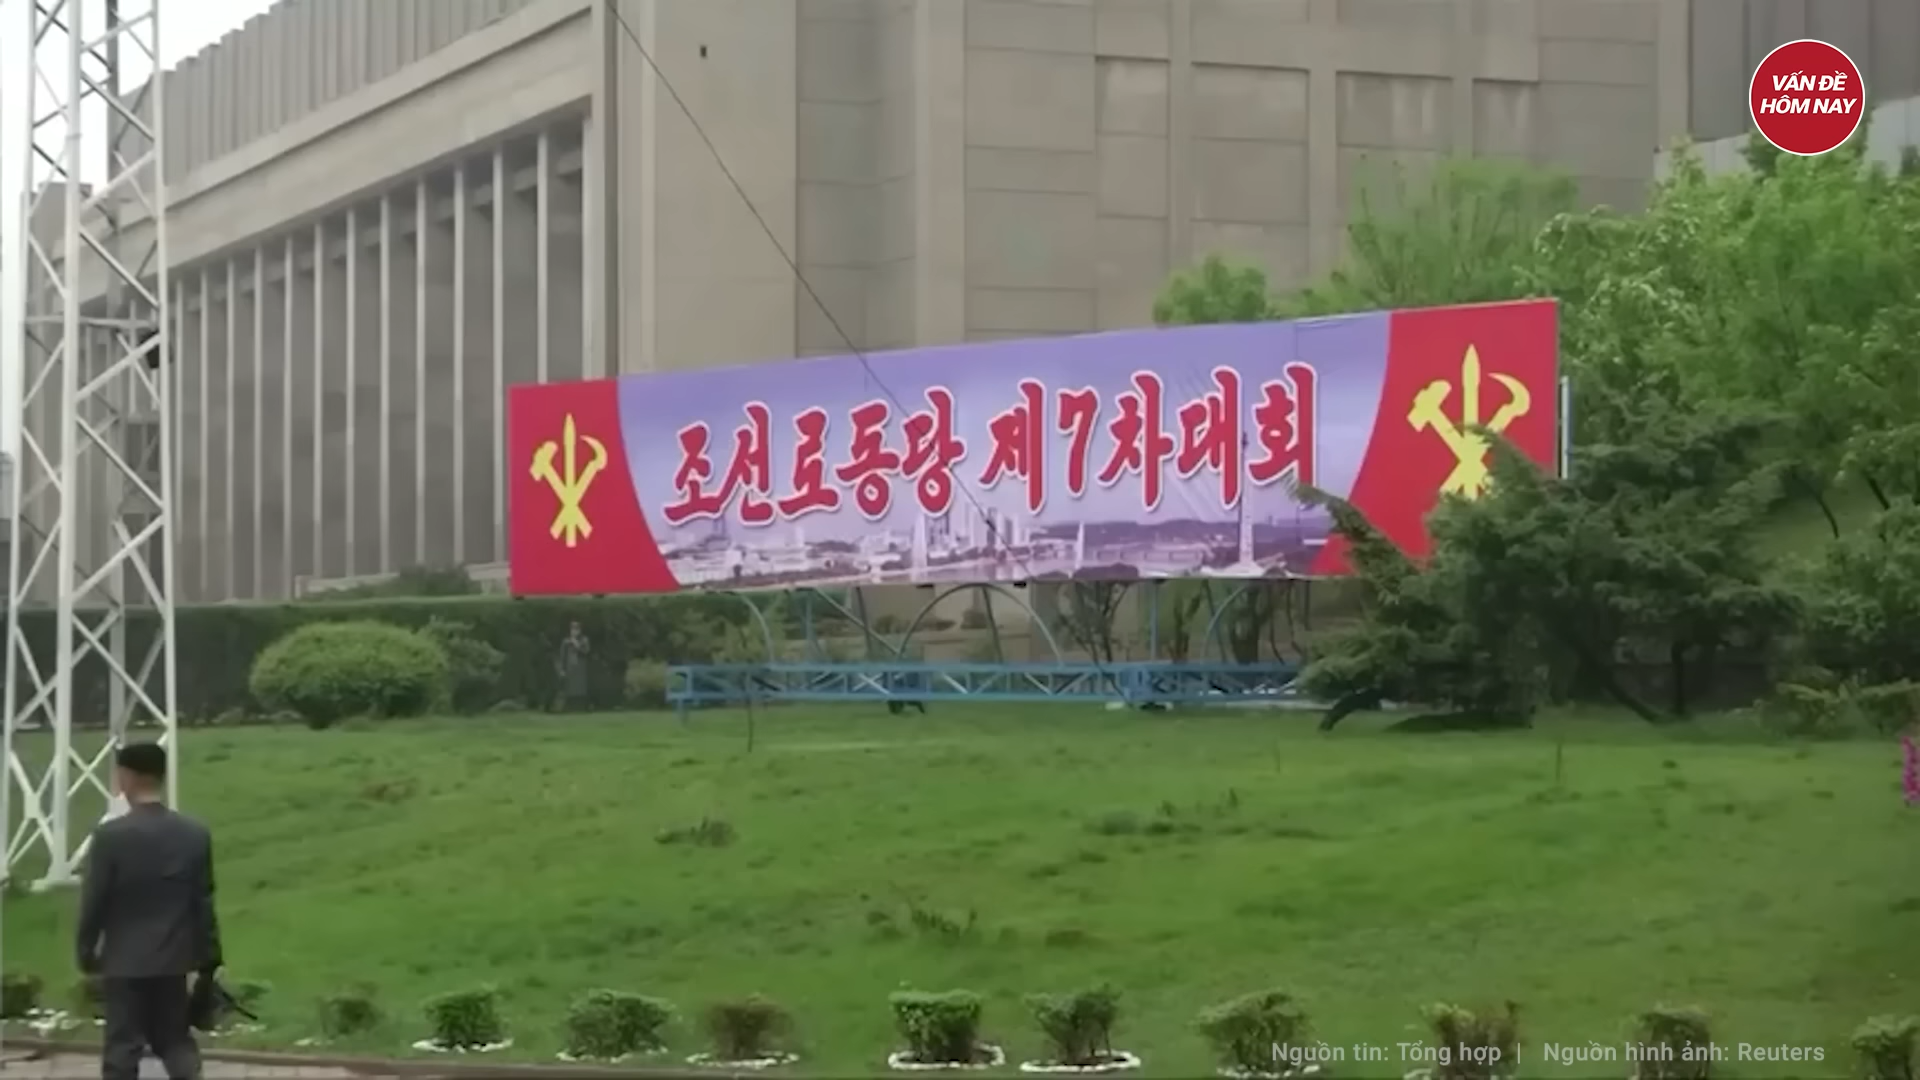 VẤN ĐỀ
HÔM NAY
조선로동당 제7차대회
Nguồn tin: Tổng hợp | Nguồn hình ảnh: Reuters